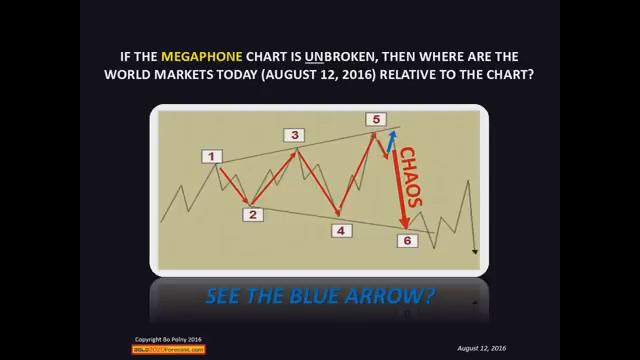 IF THE MEGAPHONE CHART IS UNBROKEN, THEN WHERE ARE THE
WORLD MARKETS TODAY (AUGUST 12, 2016) RELATIVE TO THE CHART?
5
3
1
CHAOS
2
4
6
SEE THE BLUE ARROW?
Copyright Bo Polny 2016
GOLD2020Forecast.com
August 12, 2016